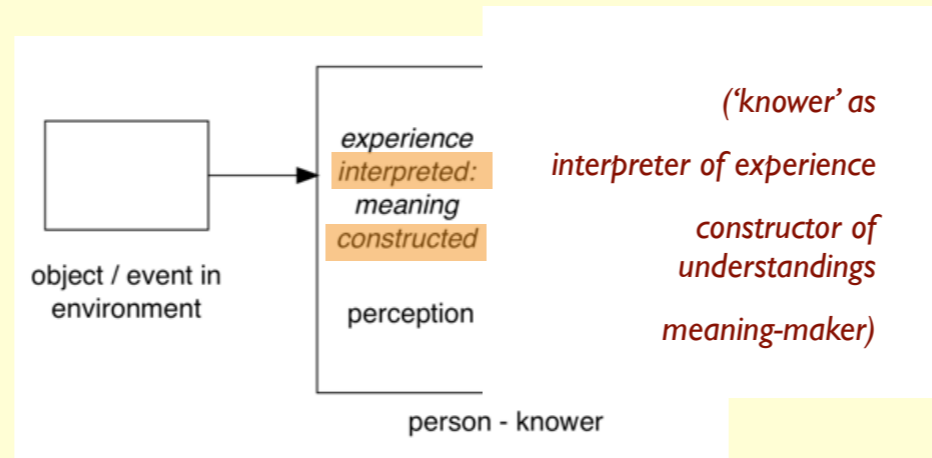 experience
interpreted:
meaning
constructed
perception
object / event in
environment
person - knower
(‘knower’ as
interpreter of experience
constructor of
understandings
meaning-maker)